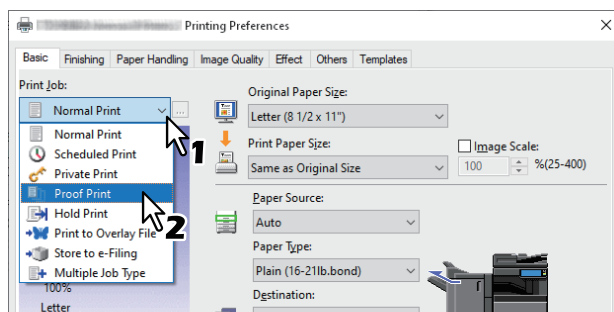 Printing Preferences
Basic Finishing Paper Handling Image Quality Effect Others Templates
Print Job:
Normal Print
...
1
Normal Print
Scheduled Print
Private Print
Proof Print
2
Hold Print
Print to Overlay File
Store to e-Filing
Multiple Job Type
100%
Letter
Original Paper Size:
Letter (8 1/2 x 11")
Print Paper Size:
Same as Original Size
Image Scale:
100 %(25-400)
Paper Source:
Auto
Paper Type:
Plain (16-21lb.bond)
Destination: